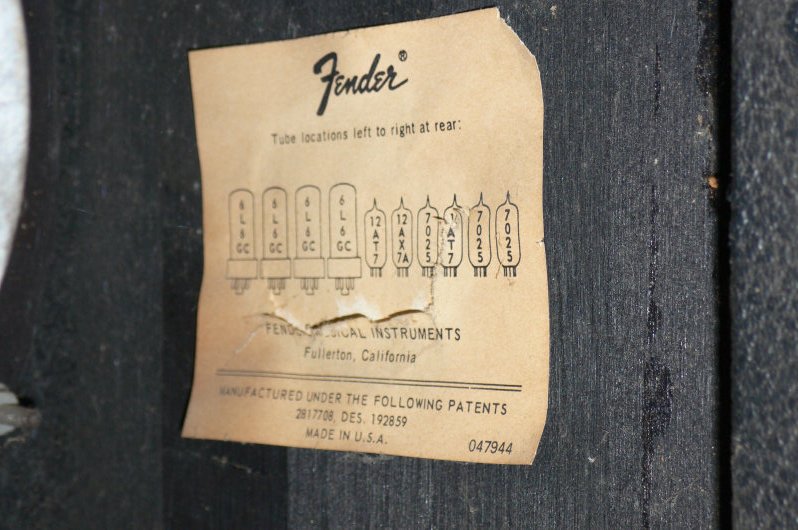 Fender®
Tube locations left to right at rear:
6L6GC 6L6GC 6L6GC 6L6GC 12AT7 12AX7A 7025 AT7 7025 7025
INSTRUMENTS
Fullerton, California
MANUFACTURED UNDER THE FOLLOWING PATENTS
2817708, DES. 192859
MADE IN U.S.A.
047944